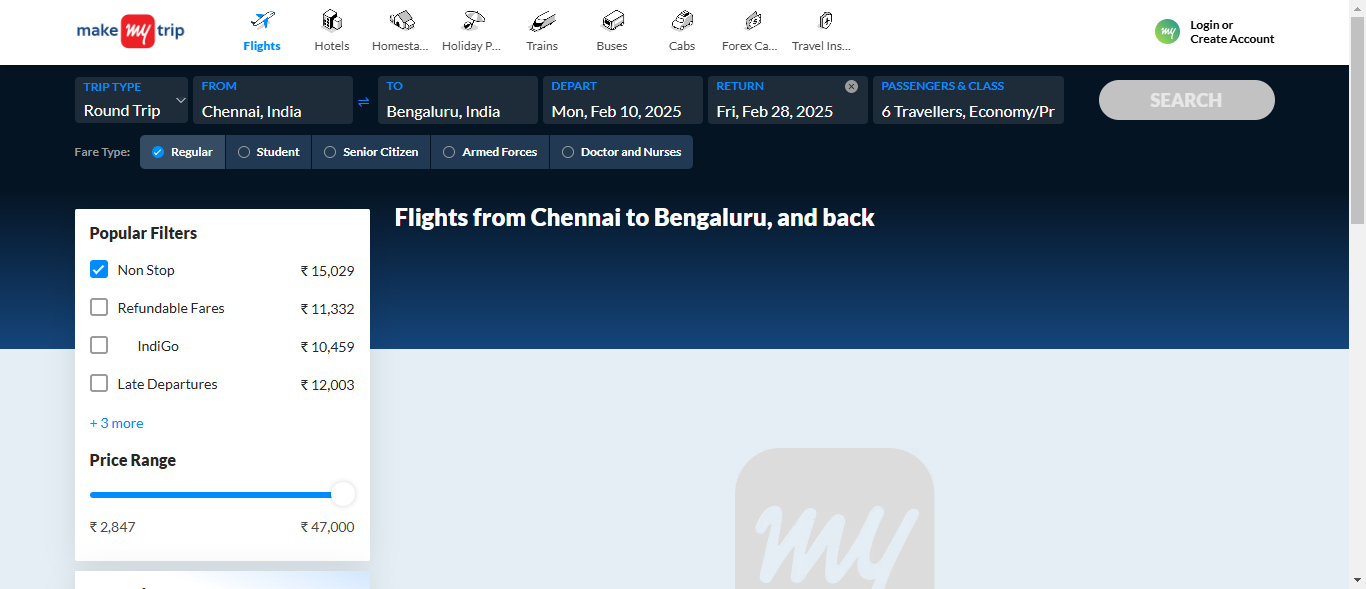 make my trip
Flights
Hotels
Homesta...
Holiday P...
Trains
Buses
Cabs
Forex Ca...
Travel Ins...
my
Login or
Create Account
TRIP TYPE
Round Trip
FROM
Chennai, India
TO
Bengaluru, India
DEPART
Mon, Feb 10, 2025
RETURN
Fri, Feb 28, 2025
PASSENGERS & CLASS
6 Travellers, Economy/Pr
SEARCH
Fare Type:
Regular
Student
Senior Citizen
Armed Forces
Doctor and Nurses
Flights from Chennai to Bengaluru, and back
Popular Filters
Non Stop ₹ 15,029
Refundable Fares ₹ 11,332
IndiGo ₹ 10,459
Late Departures ₹ 12,003
+ 3 more
Price Range
₹ 2,847 ₹ 47,000
my